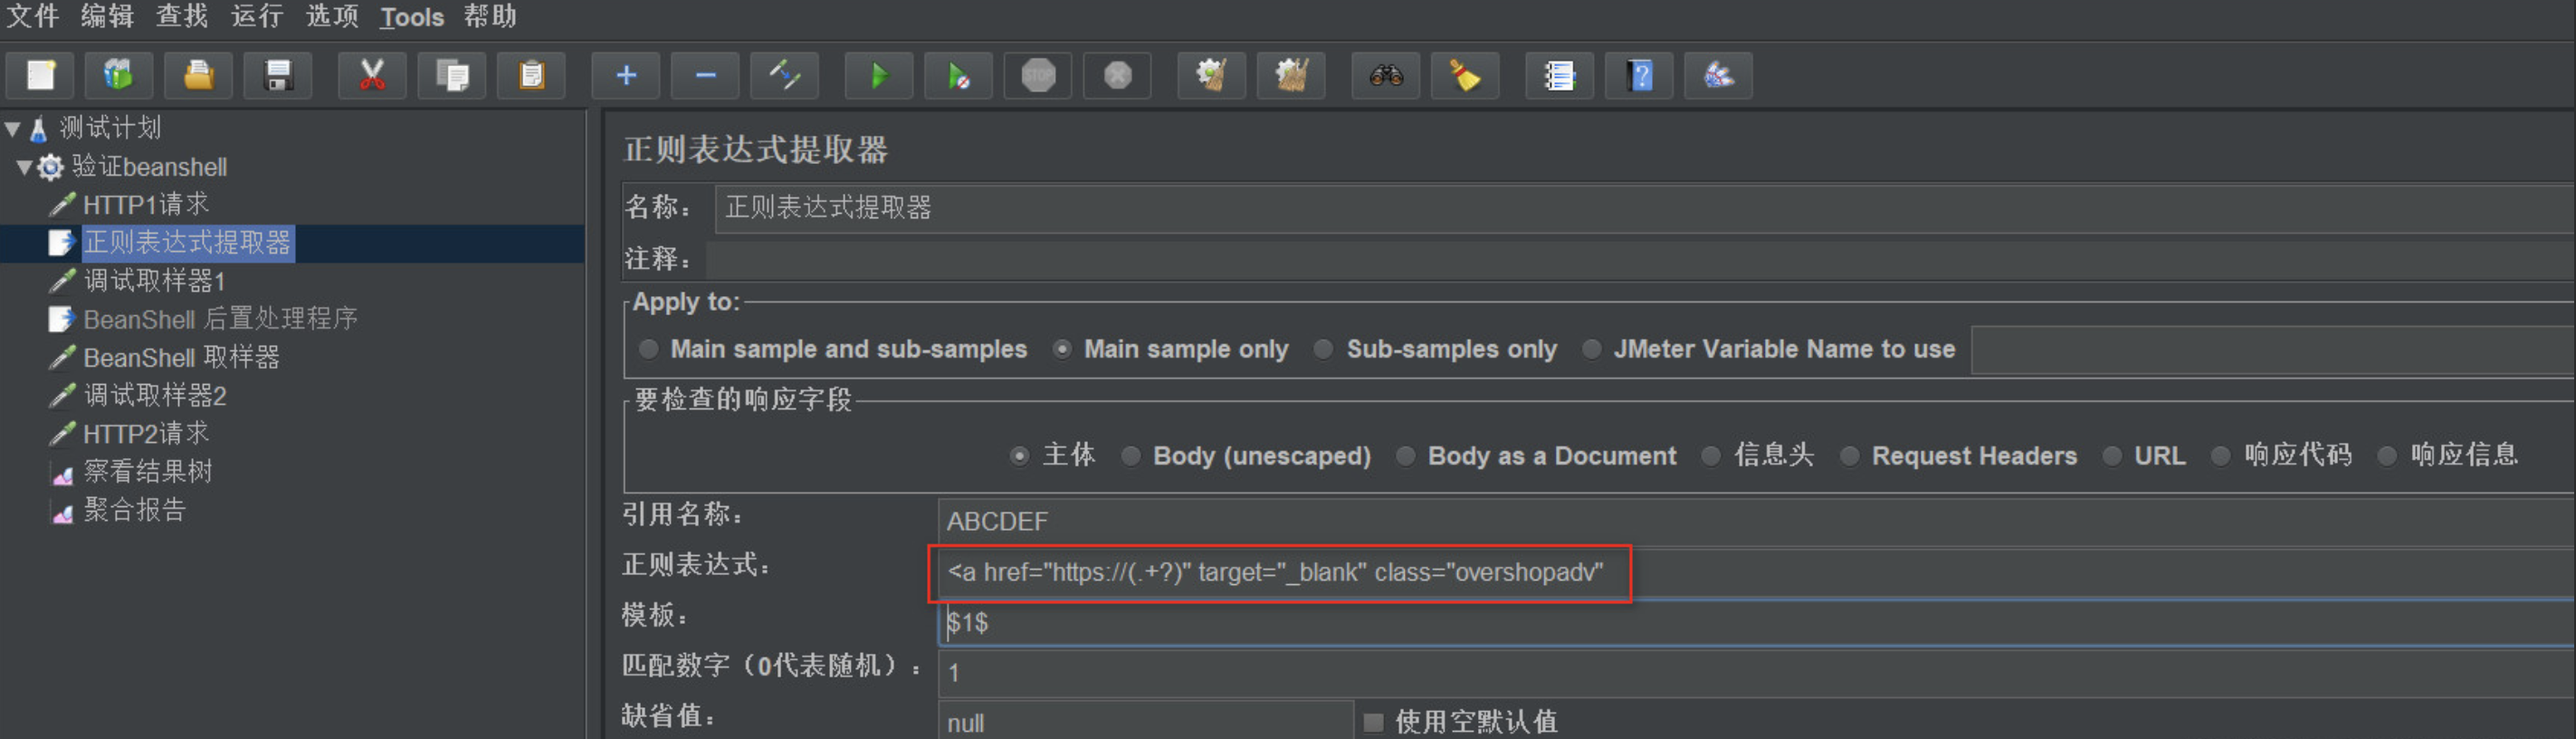 文件 编辑 查找 运行 选项 Tools 帮助
STOP
测试计划
验证beanshell
HTTP1请求
正则表达式提取器
调试取样器1
BeanShell 后置处理程序
BeanShell 取样器
调试取样器2
HTTP2请求
察看结果树
聚合报告
正则表达式提取器
名称： 正则表达式提取器
注释：
Apply to:
Main sample and sub-samples Main sample only Sub-samples only JMeter Variable Name to use
要检查的响应字段
主体 Body (unescaped) Body as a Document 信息头 Request Headers URL 响应代码 响应信息
引用名称： ABCDEF
正则表达式： <a href="https://(.+?)" target="_blank" class="overshopadv"
模板： $1$
匹配数字（0代表随机）： 1
缺省值： null 使用空默认值